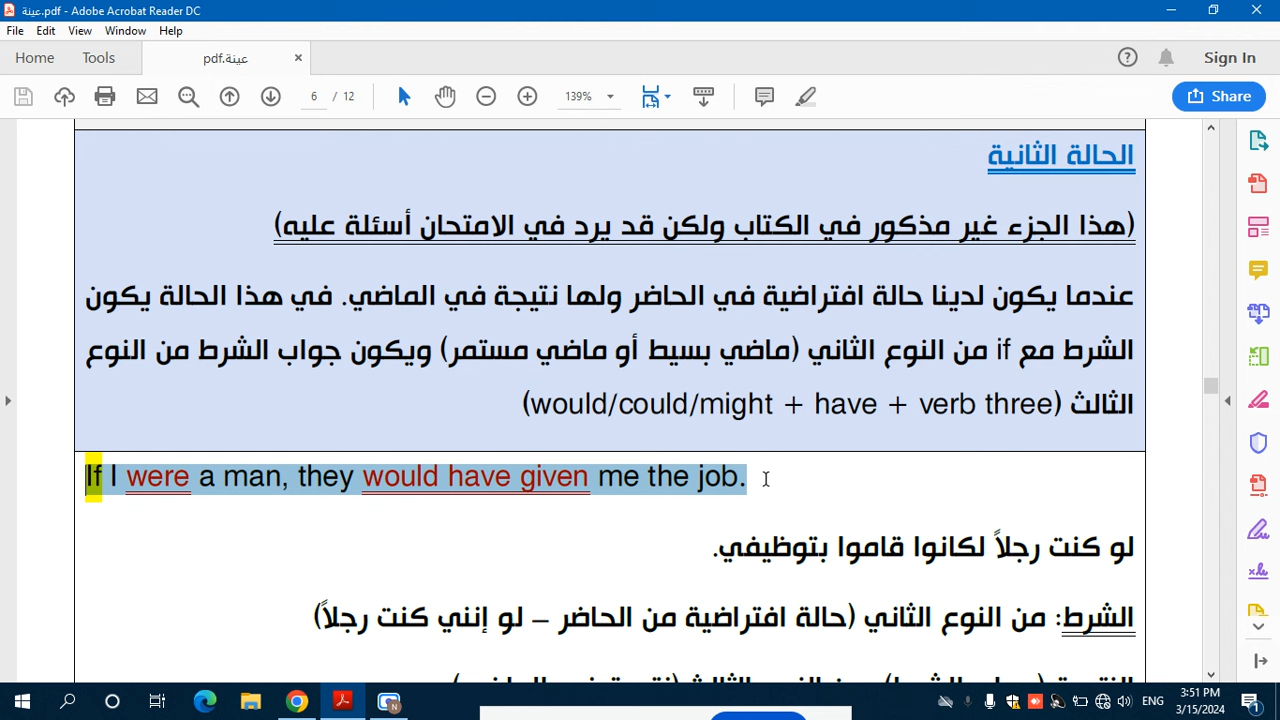 عينة.pdf - Adobe Acrobat Reader DC
File Edit View Window Help
Home Tools عينة.pdf × Sign In
6 / 12 139% Share
الحالة الثانية
(هذا الجزء غير مذكور في الكتاب ولكن قد يرد في الامتحان أسئلة عليه)
عندما يكون لدينا حالة افتراضية في الحاضر ولها نتيجة في الماضي. في هذا الحالة يكون
الشرط مع if من النوع الثاني (ماضي بسيط أو ماضي مستمر) ويكون جواب الشرط من النوع
الثالث (would/could/might + have + verb three)
If I were a man, they would have given me the job.
لو كنت رجلاً لكانوا قاموا بتوظيفي.
الشرط: من النوع الثاني (حالة افتراضية من الحاضر – لو إنني كنت رجلاً)
ENG 3:51 PM
3/15/2024